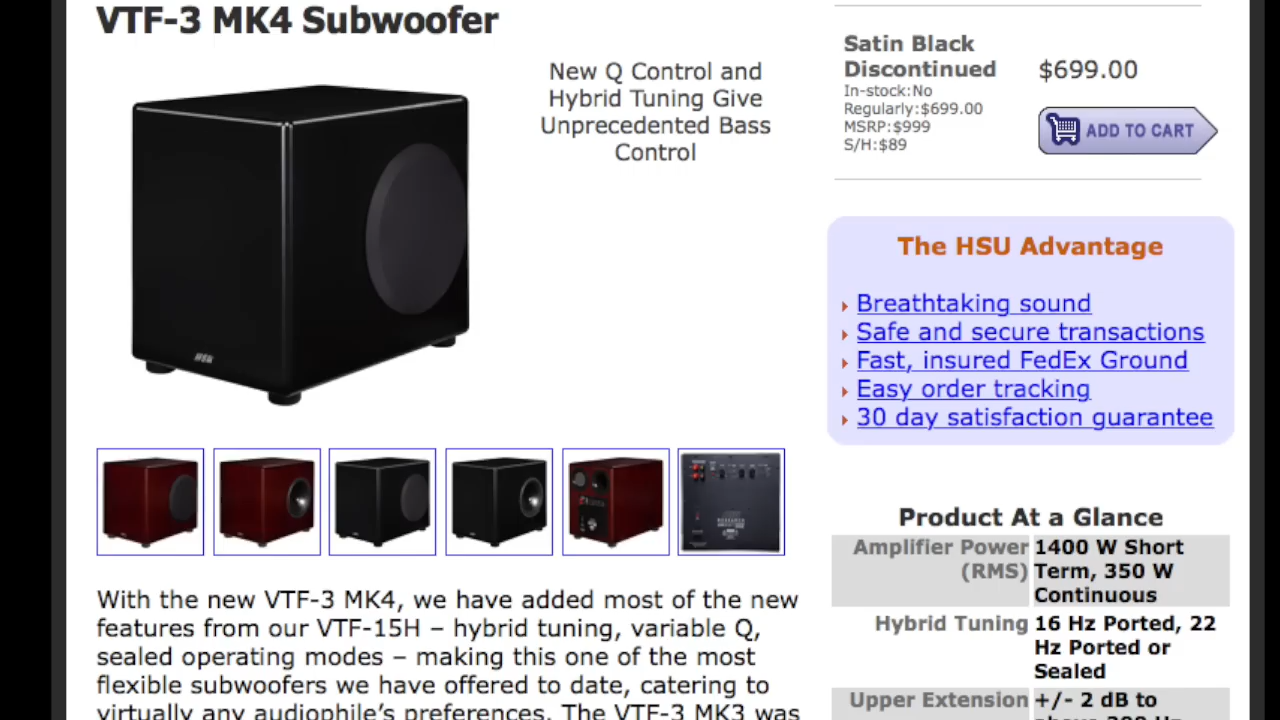 VTF-3 MK4 Subwoofer
New Q Control and
Hybrid Tuning Give
Unprecedented Bass
Control
HSU
With the new VTF-3 MK4, we have added most of the new
features from our VTF-15H – hybrid tuning, variable Q,
sealed operating modes – making this one of the most
flexible subwoofers we have offered to date, catering to
virtually any audiophile's preferences. The VTF-3 MK3 was
Satin Black
Discontinued
In-stock:No
Regularly:$699.00
MSRP:$999
S/H:$89
$699.00
ADD TO CART
The HSU Advantage
Breathtaking sound
Safe and secure transactions
Fast, insured FedEx Ground
Easy order tracking
30 day satisfaction guarantee
Product At a Glance
Amplifier Power (RMS)
1400 W Short
Term, 350 W
Continuous
Hybrid Tuning
16 Hz Ported, 22
Hz Ported or
Sealed
Upper Extension
+/- 2 dB to